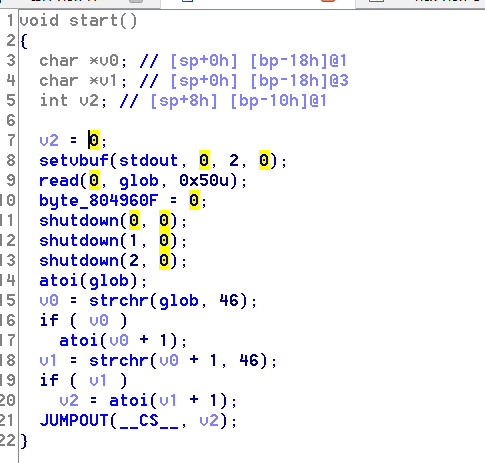 1 void start()
2 {
3 char *v0; // [sp+0h] [bp-18h]@1
4 char *v1; // [sp+0h] [bp-18h]@3
5 int v2; // [sp+8h] [bp-10h]@1
6
7 v2 = 0;
8 setvbuf(stdout, 0, 2, 0);
9 read(0, glob, 0x50u);
10 byte_804960F = 0;
11 shutdown(0, 0);
12 shutdown(1, 0);
13 shutdown(2, 0);
14 atoi(glob);
15 v0 = strchr(glob, 46);
16 if ( v0 )
17 atoi(v0 + 1);
18 v1 = strchr(v0 + 1, 46);
19 if ( v1 )
20 v2 = atoi(v1 + 1);
21 JUMPOUT(__CS__, v2);
22 }